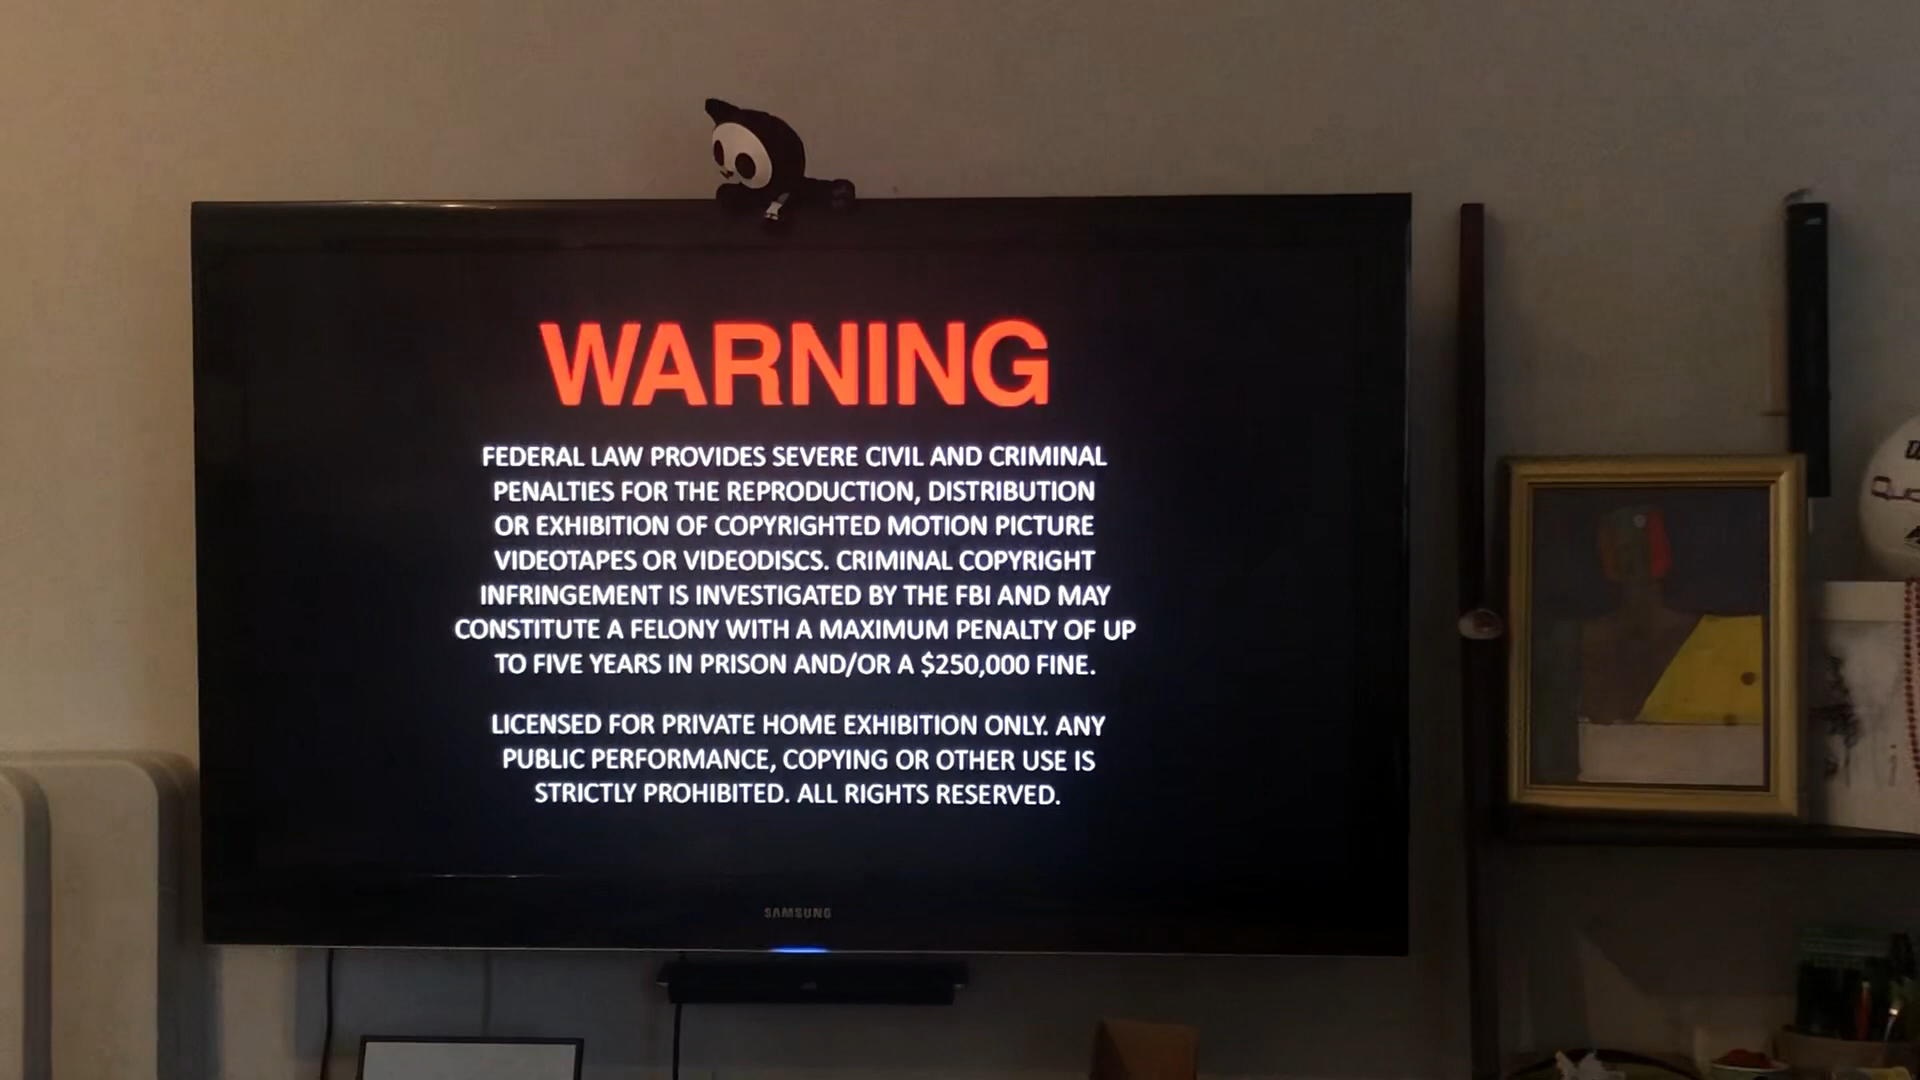 WARNING
FEDERAL LAW PROVIDES SEVERE CIVIL AND CRIMINAL
PENALTIES FOR THE REPRODUCTION, DISTRIBUTION
OR EXHIBITION OF COPYRIGHTED MOTION PICTURE
VIDEOTAPES OR VIDEODISCS. CRIMINAL COPYRIGHT
INFRINGEMENT IS INVESTIGATED BY THE FBI AND MAY
CONSTITUTE A FELONY WITH A MAXIMUM PENALTY OF UP
TO FIVE YEARS IN PRISON AND/OR A $250,000 FINE.
LICENSED FOR PRIVATE HOME EXHIBITION ONLY. ANY
PUBLIC PERFORMANCE, COPYING OR OTHER USE IS
STRICTLY PROHIBITED. ALL RIGHTS RESERVED.
SAMSUNG